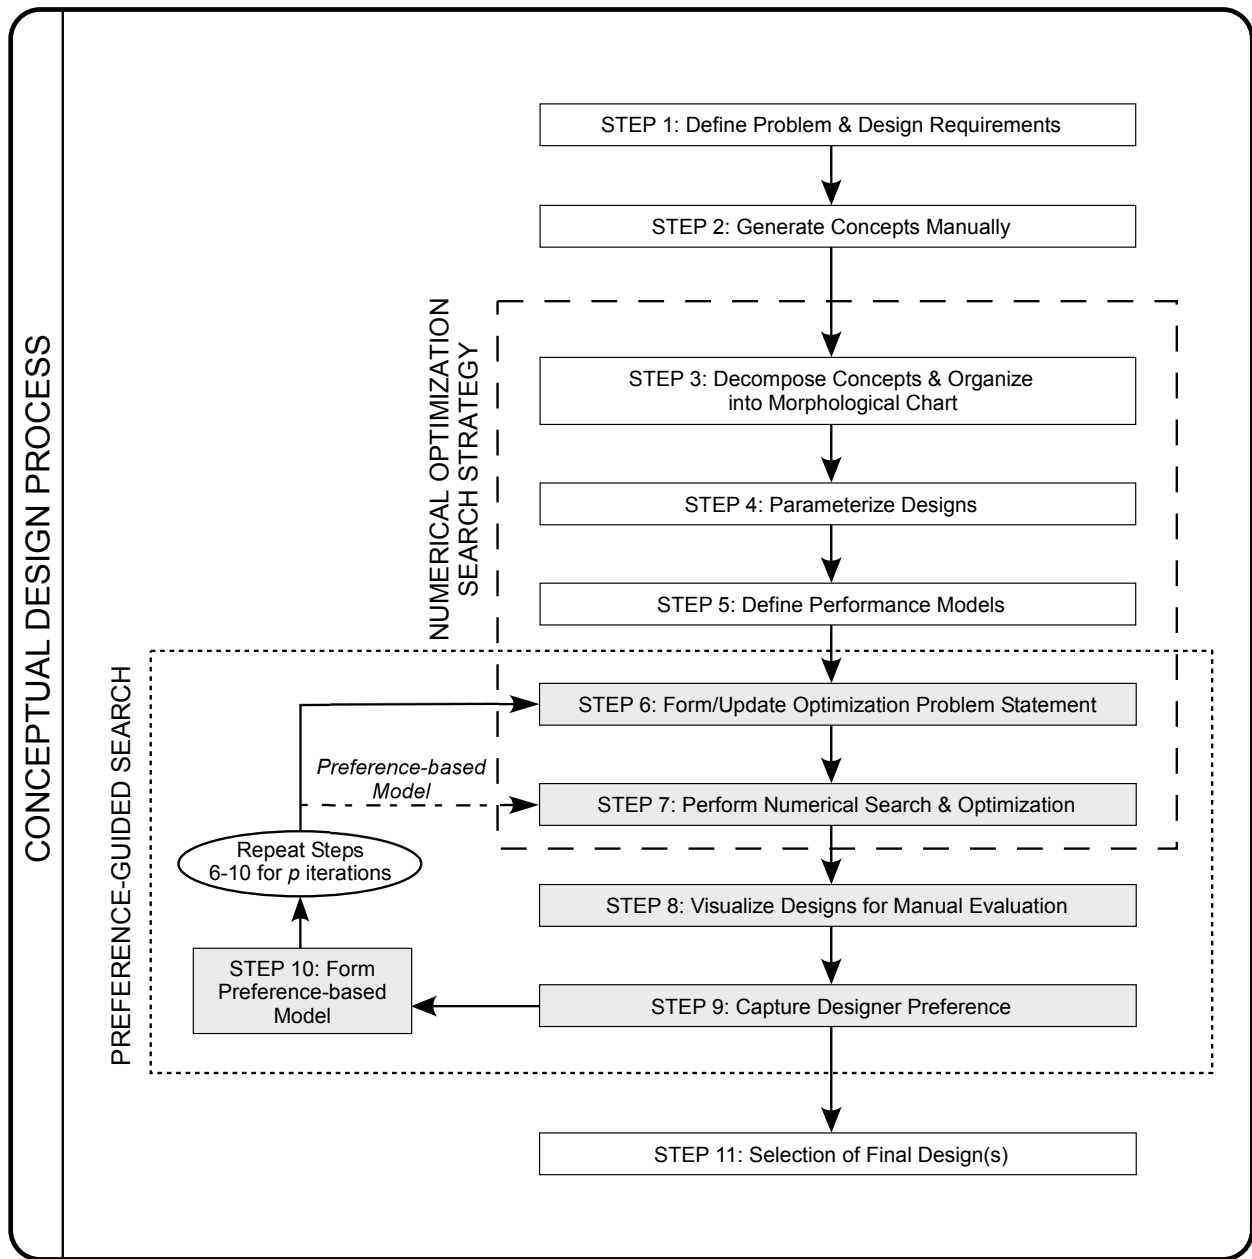 CONCEPTUAL DESIGN PROCESS
STEP 1: Define Problem & Design Requirements
STEP 2: Generate Concepts Manually
NUMERICAL OPTIMIZATION
SEARCH STRATEGY
STEP 3: Decompose Concepts & Organize
into Morphological Chart
STEP 4: Parameterize Designs
STEP 5: Define Performance Models
PREFERENCE-GUIDED SEARCH
STEP 6: Form/Update Optimization Problem Statement
Preference-based
Model
STEP 7: Perform Numerical Search & Optimization
Repeat Steps
6-10 for p iterations
STEP 8: Visualize Designs for Manual Evaluation
STEP 9: Capture Designer Preference
STEP 10: Form
Preference-based
Model
STEP 11: Selection of Final Design(s)